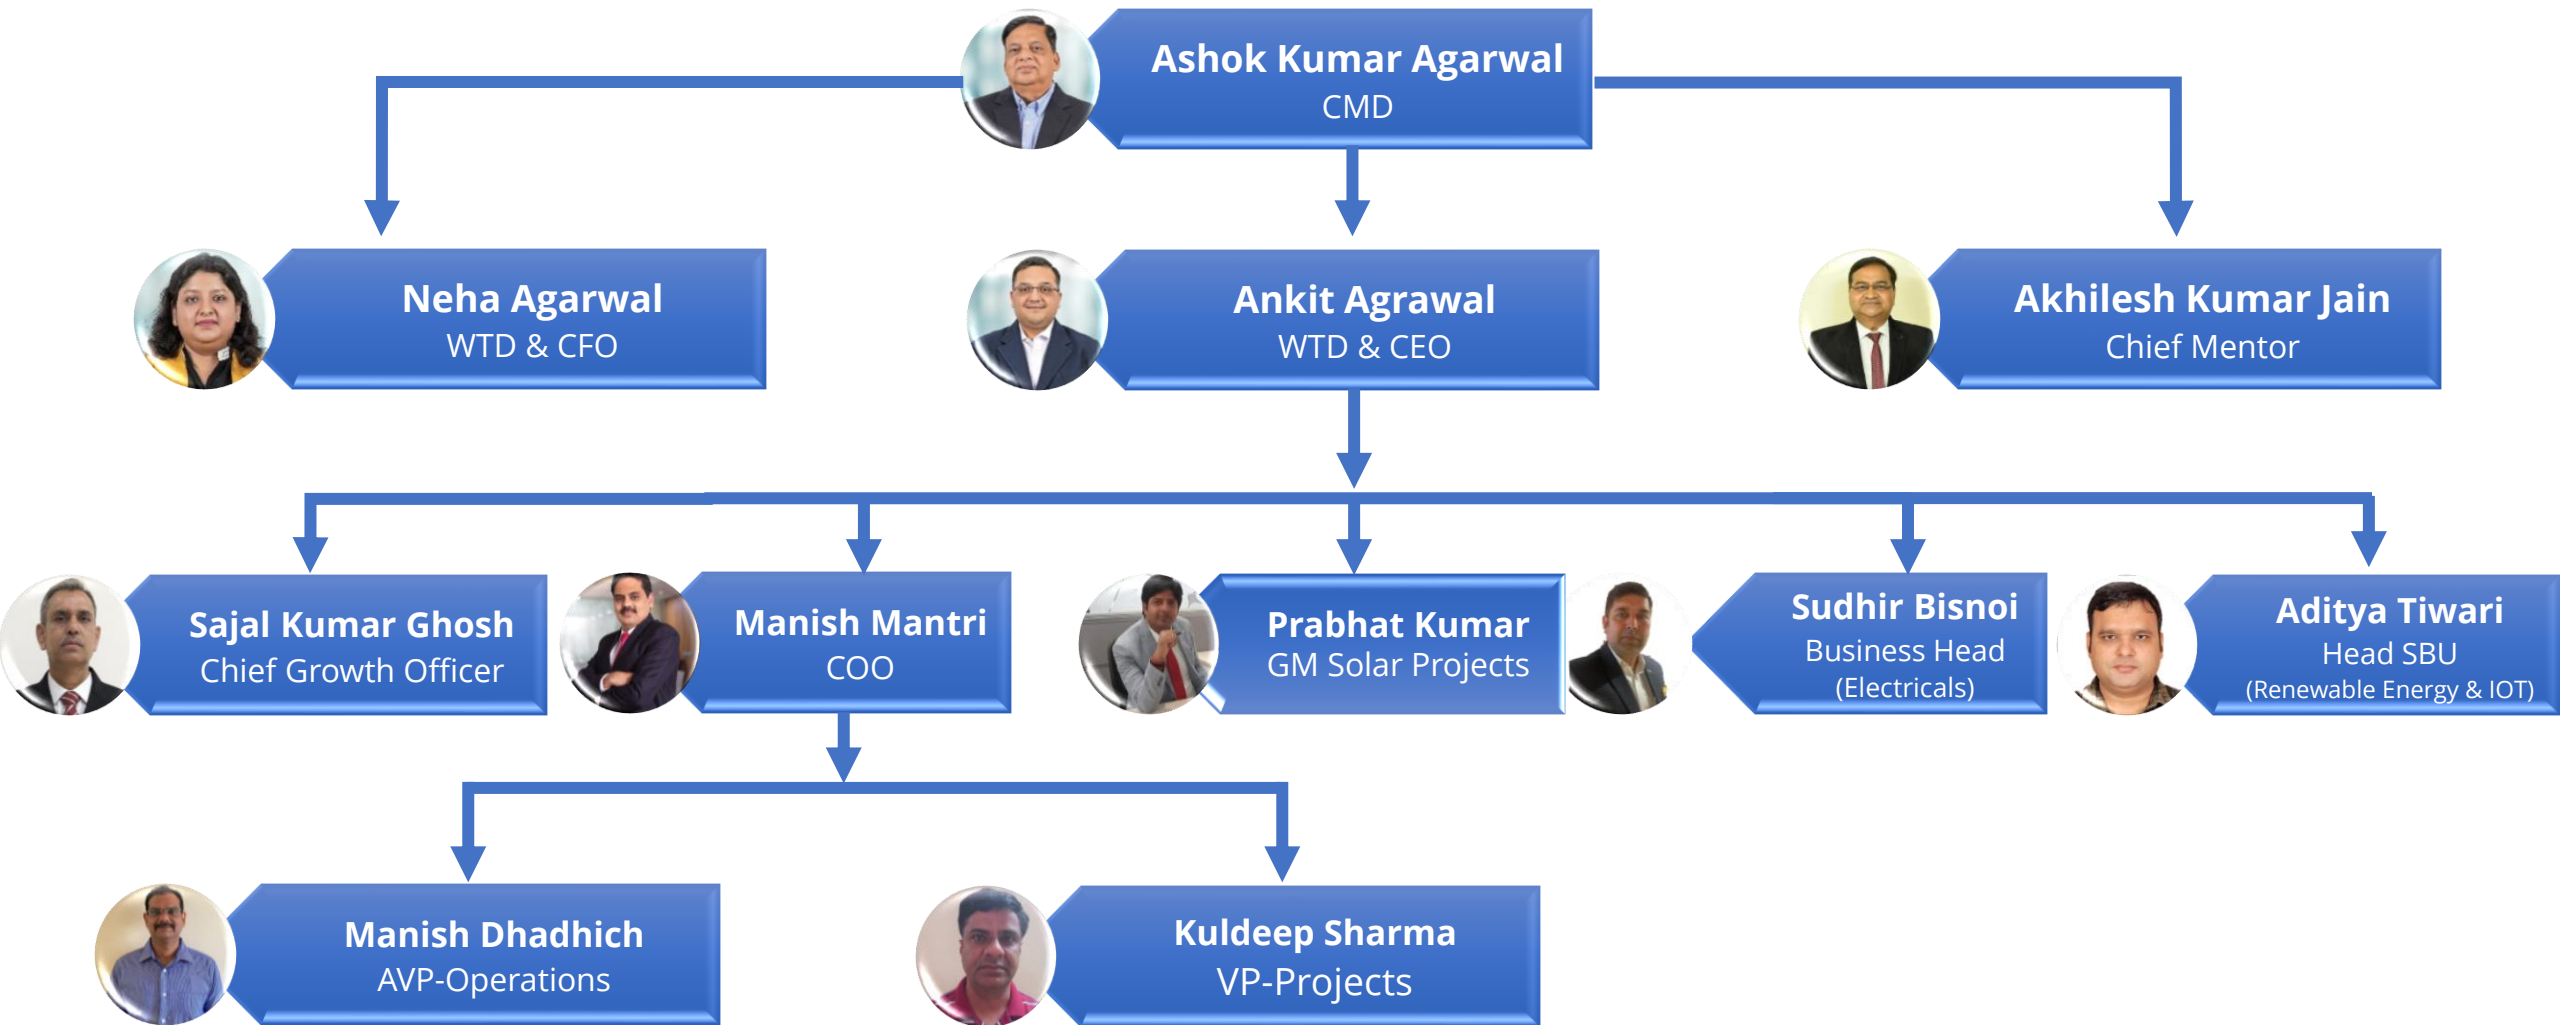 Ashok Kumar Agarwal
CMD
Neha Agarwal
WTD & CFO
Ankit Agrawal
WTD & CEO
Akhilesh Kumar Jain
Chief Mentor
Sajal Kumar Ghosh
Chief Growth Officer
Manish Mantri
COO
Prabhat Kumar
GM Solar Projects
Sudhir Bisnoi
Business Head
(Electricals)
Aditya Tiwari
Head SBU
(Renewable Energy & IOT)
Manish Dhadhich
AVP-Operations
Kuldeep Sharma
VP-Projects